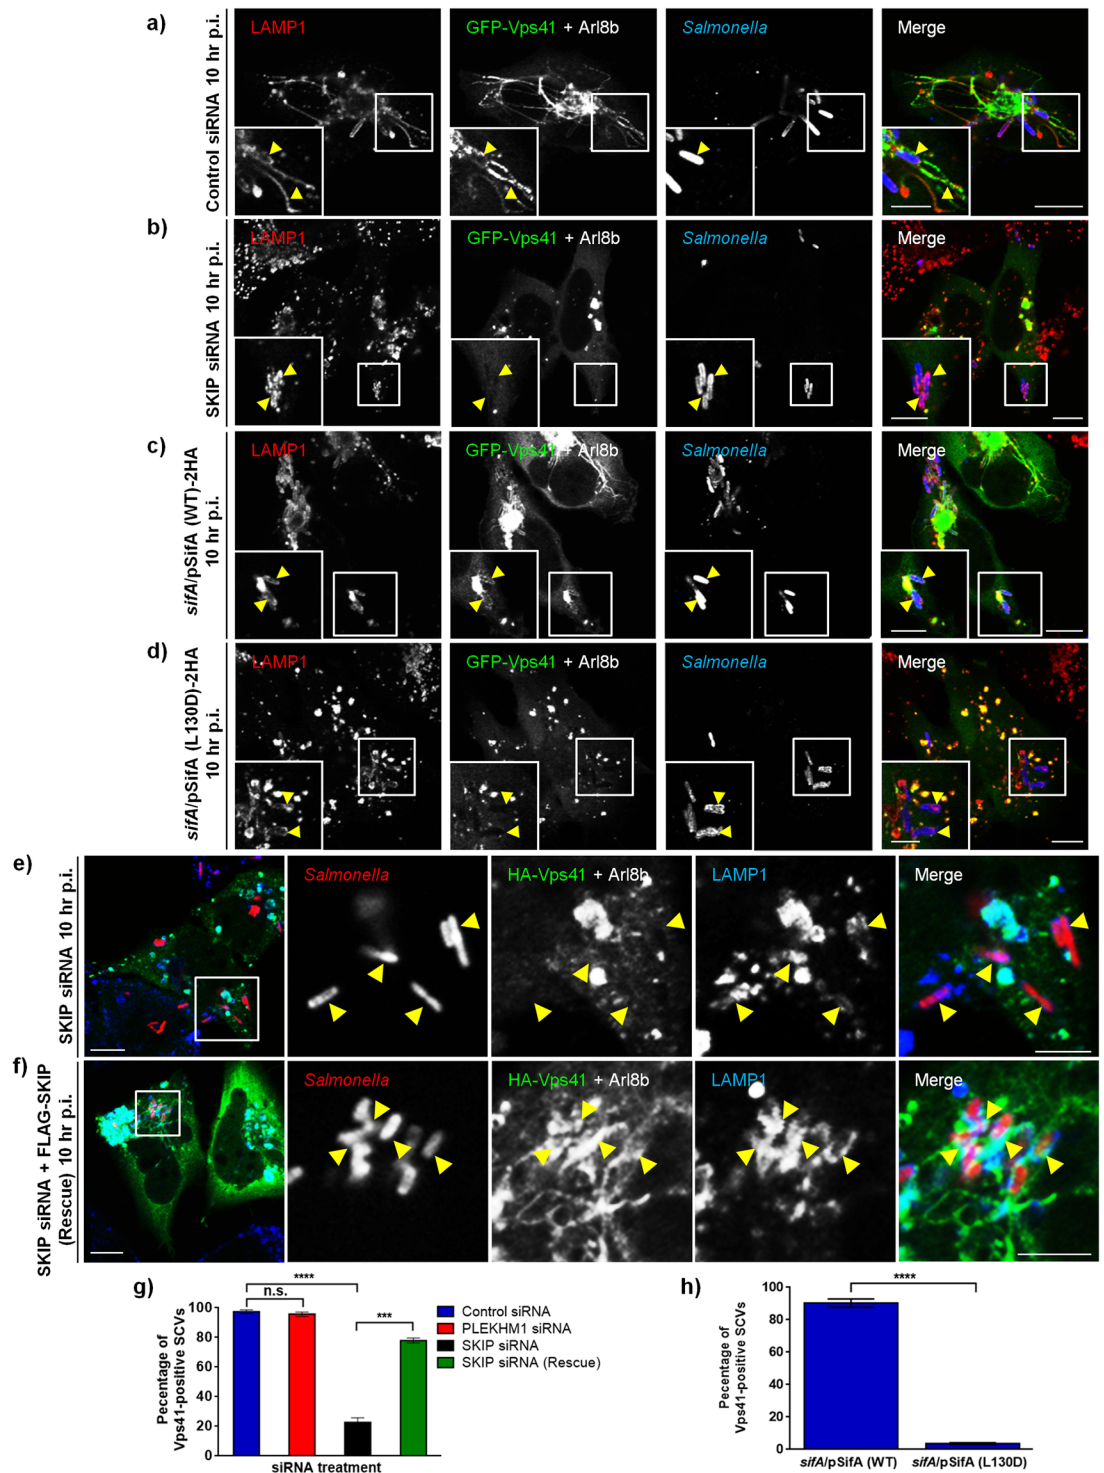 a)
Control siRNA 10 hr p.i.
LAMP1
GFP-Vps41 + Arl8b
Salmonella
Merge
b)
SKIP siRNA 10 hr p.i.
LAMP1
GFP-Vps41 + Arl8b
Salmonella
Merge
c)
sifA/pSifA (WT)-2HA
10 hr p.i.
LAMP1
GFP-Vps41 + Arl8b
Salmonella
Merge
d)
sifA/pSifA (L130D)-2HA
10 hr p.i.
LAMP1
GFP-Vps41 + Arl8b
Salmonella
Merge
e)
SKIP siRNA 10 hr p.i.
Salmonella
HA-Vps41 + Arl8b
LAMP1
Merge
f)
SKIP siRNA + FLAG-SKIP
(Rescue) 10 hr p.i.
Salmonella
HA-Vps41 + Arl8b
LAMP1
Merge
g)
Pecentage of
Vps41-positive SCVs
100
80
60
40
20
0
****
n.s.
***
siRNA treatment
Control siRNA
PLEKHM1 siRNA
SKIP siRNA
SKIP siRNA (Rescue)
h)
Pecentage of
Vps41-positive SCVs
100
80
60
40
20
0
****
sifA/pSifA (WT)
sifA/pSifA (L130D)